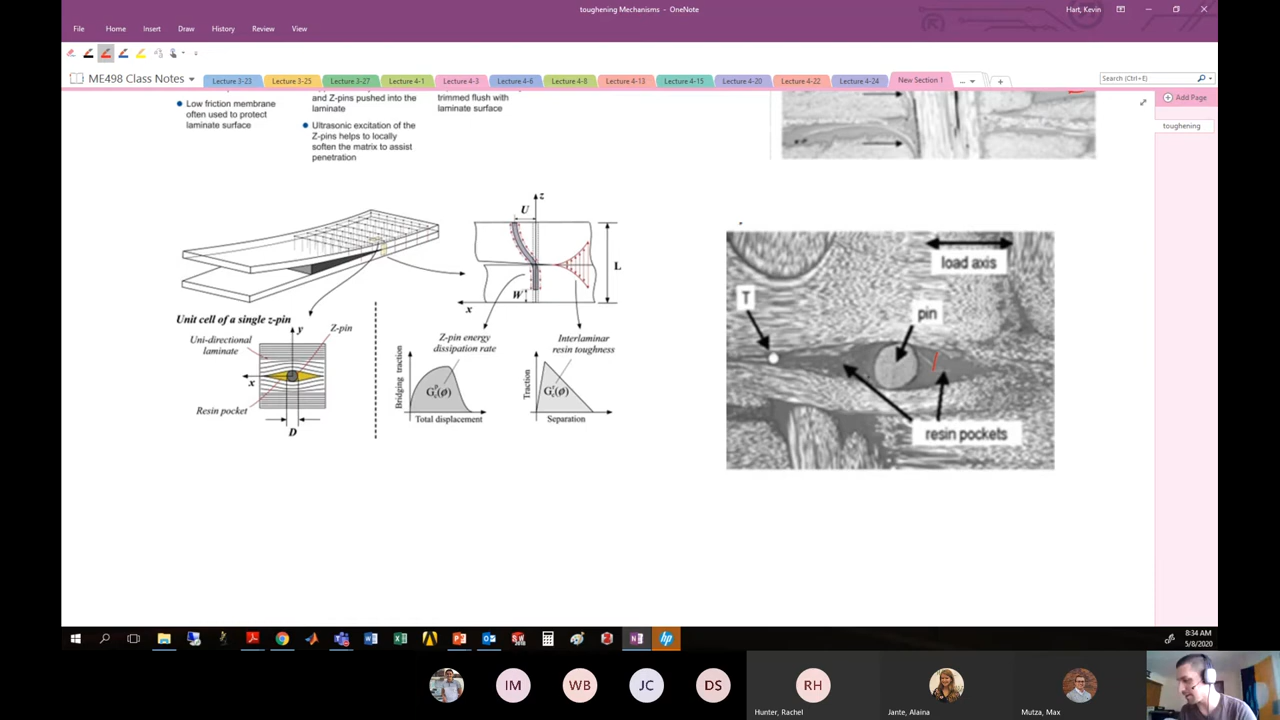 toughening Mechanisms - OneNote
Hart, Kevin
File Home Insert Draw History Review View
ME498 Class Notes
Lecture 3-23 Lecture 3-25 Lecture 3-27 Lecture 4-1 Lecture 4-3 Lecture 4-6 Lecture 4-8 Lecture 4-13 Lecture 4-15 Lecture 4-20 Lecture 4-22 Lecture 4-24 New Section 1 ...
Search (Ctrl+E)
Add Page
toughening
Low friction membrane
often used to protect
laminate surface
and Z-pins pushed into the
laminate
Ultrasonic excitation of the
Z-pins helps to locally
soften the matrix to assist
penetration
trimmed flush with
laminate surface
z
U
L
W
x
Unit cell of a single z-pin
y
Z-pin
Uni-directional
laminate
x
Resin pocket
D
Z-pin energy
dissipation rate
Bridging traction
Total displacement
Interlaminar
resin toughness
Traction
Separation
load axis
T
pin
resin pockets
8:34 AM
5/8/2020
IM
WB
JC
DS
RH
Hunter, Rachel
Jante, Alaina
Mutza, Max